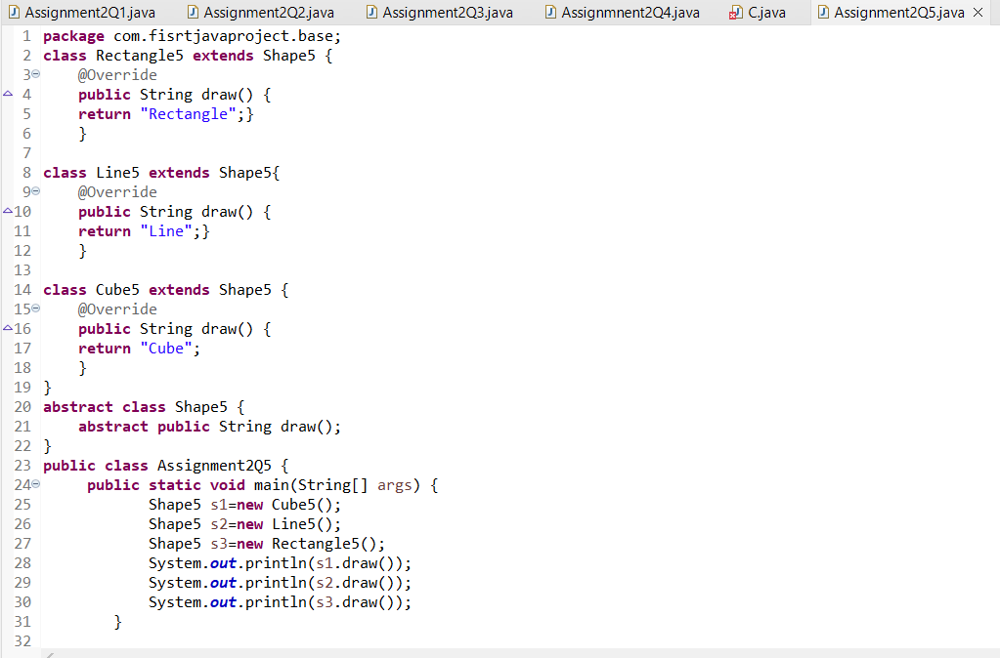 Assignment2Q1.java Assignment2Q2.java Assignment2Q3.java Assignmnent2Q4.java C.java Assignment2Q5.java
1 package com.fisrtjavaproject.base;
2 class Rectangle5 extends Shape5 {
3 @Override
4 public String draw() {
5 return "Rectangle";}
6 }
7
8 class Line5 extends Shape5{
9 @Override
10 public String draw() {
11 return "Line";}
12 }
13
14 class Cube5 extends Shape5 {
15 @Override
16 public String draw() {
17 return "Cube";
18 }
19 }
20 abstract class Shape5 {
21 abstract public String draw();
22 }
23 public class Assignment2Q5 {
24 public static void main(String[] args) {
25 Shape5 s1=new Cube5();
26 Shape5 s2=new Line5();
27 Shape5 s3=new Rectangle5();
28 System.out.println(s1.draw());
29 System.out.println(s2.draw());
30 System.out.println(s3.draw());
31 }
32